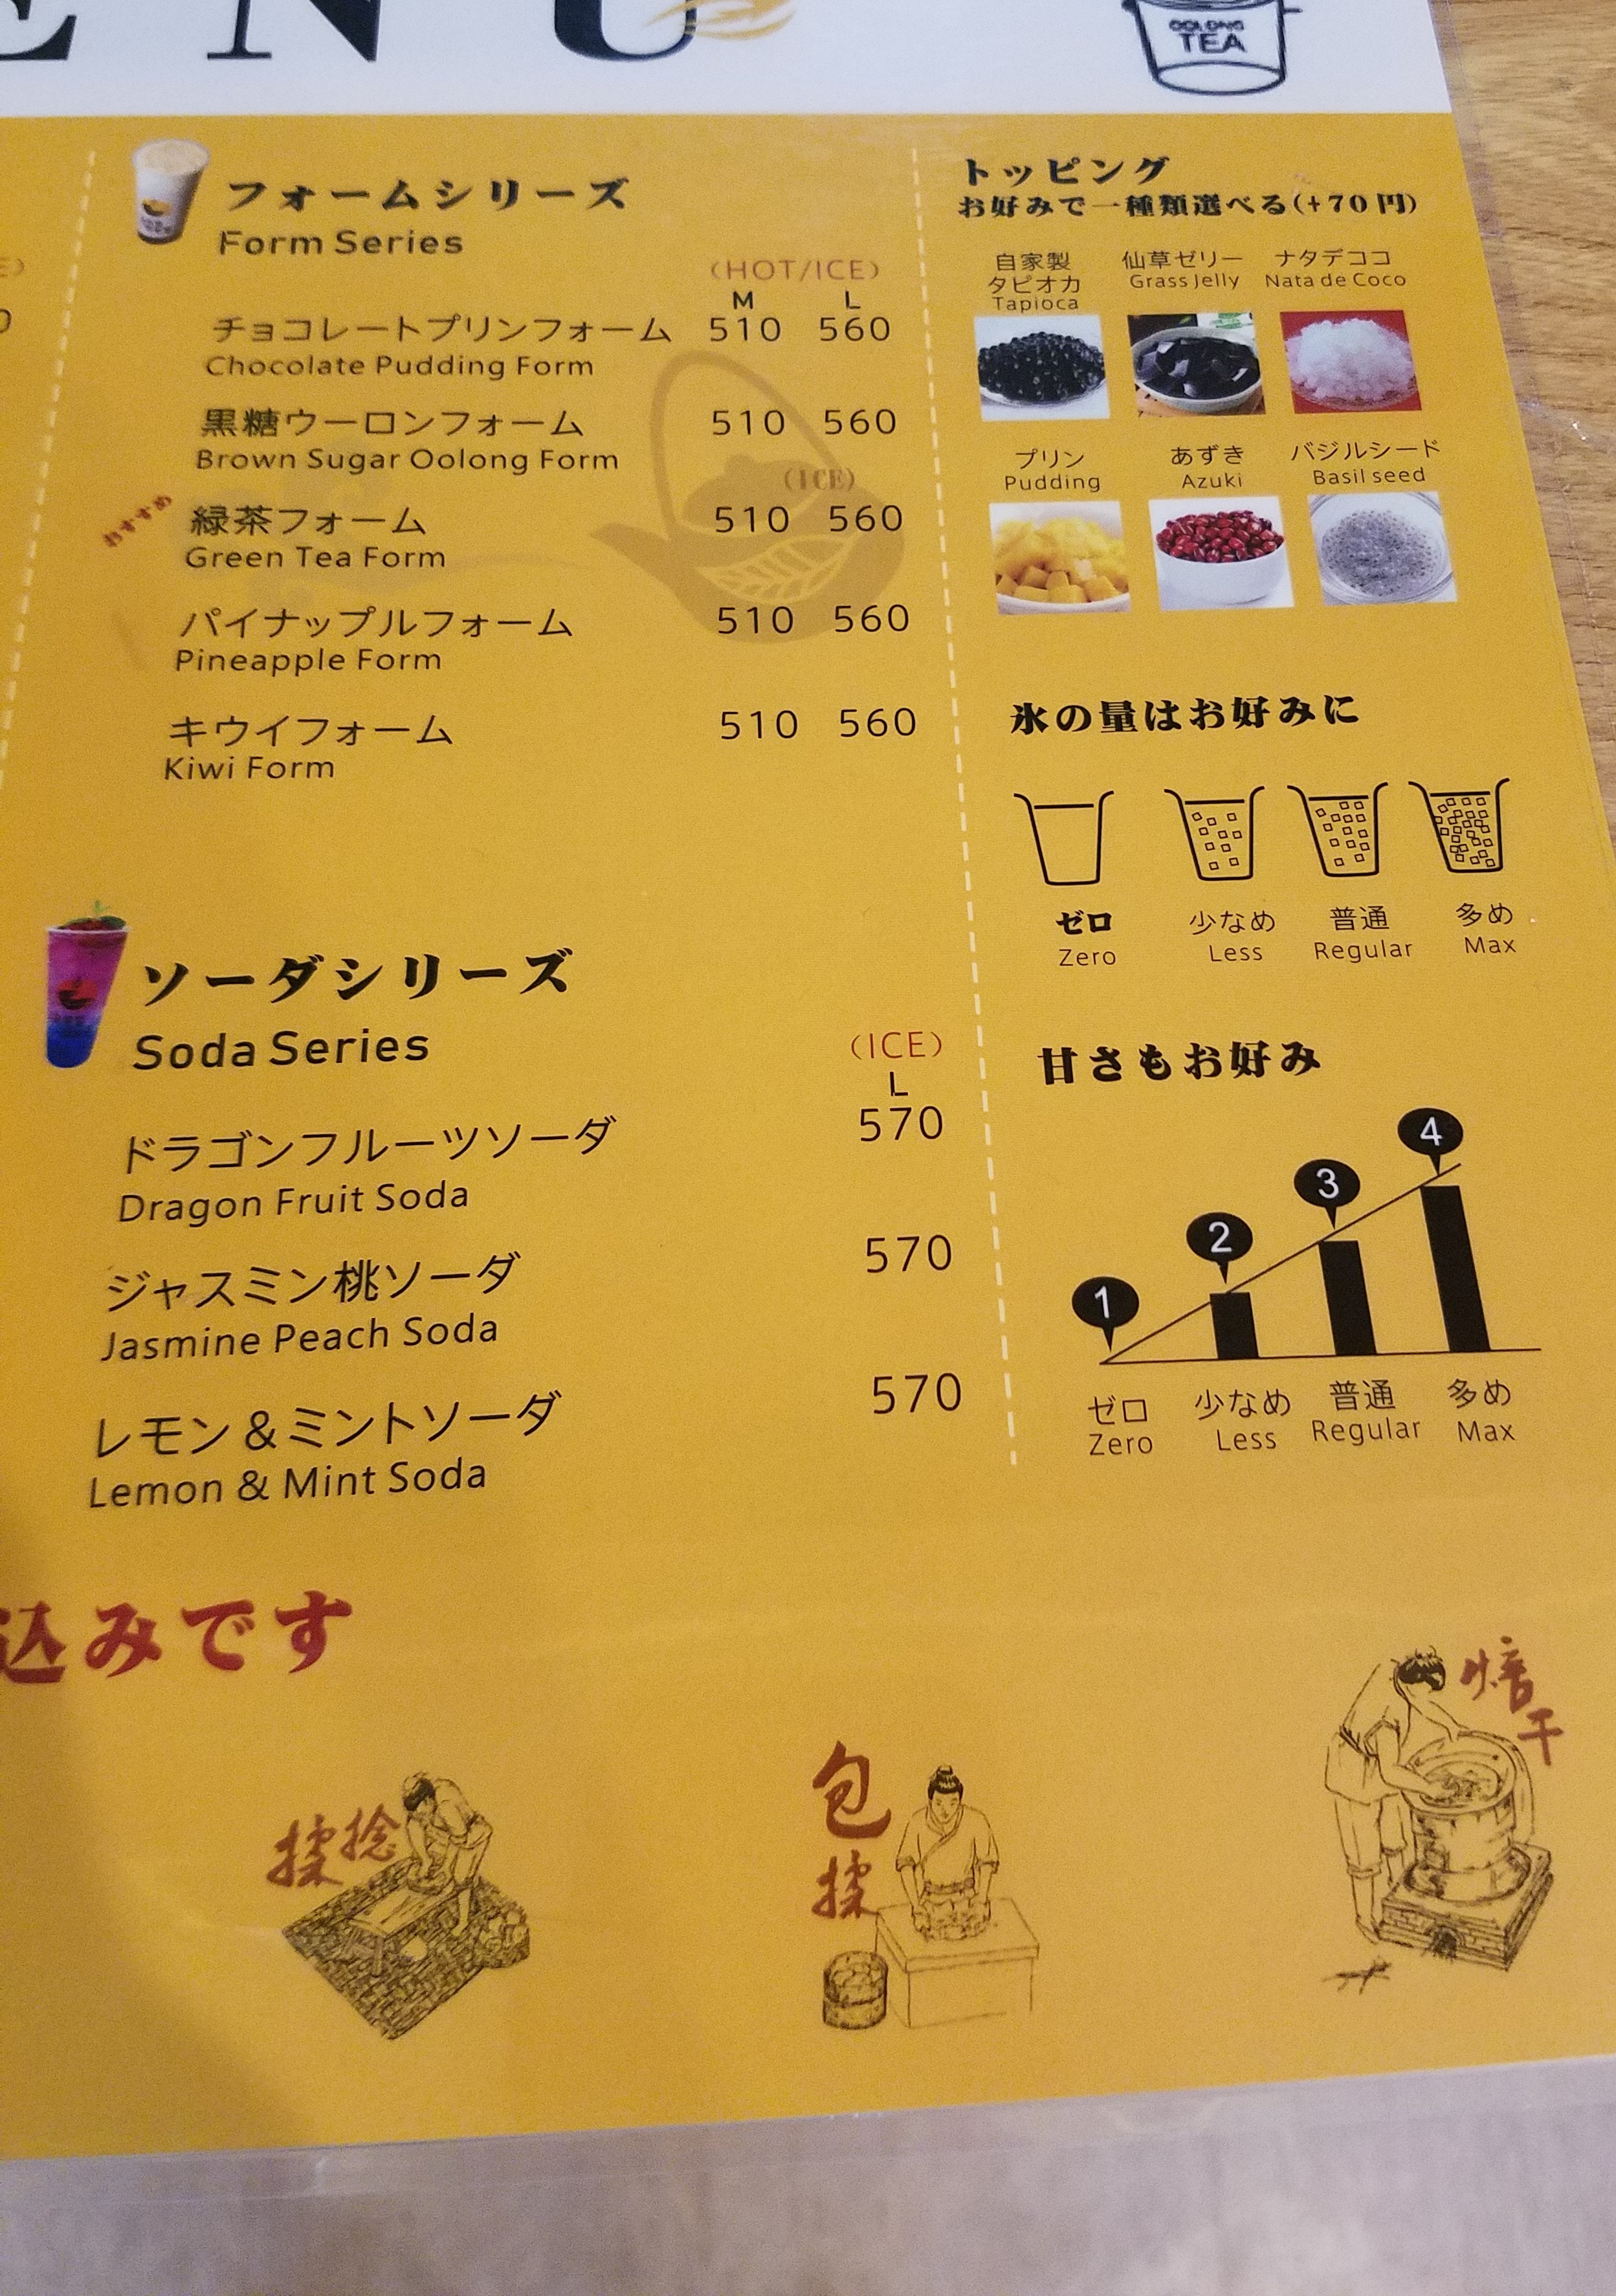 MENU
OOLONG
TEA
フォームシリーズ
Form Series
(HOT/ICE)
M L
チョコレートプリンフォーム 510 560
Chocolate Pudding Form
黒糖ウーロンフォーム 510 560
Brown Sugar Oolong Form
(ICE)
おすすめ
緑茶フォーム 510 560
Green Tea Form
パイナップルフォーム 510 560
Pineapple Form
キウイフォーム 510 560
Kiwi Form
ソーダシリーズ
Soda Series
(ICE)
L
ドラゴンフルーツソーダ 570
Dragon Fruit Soda
ジャスミン桃ソーダ 570
Jasmine Peach Soda
レモン&ミントソーダ 570
Lemon & Mint Soda
トッピング
お好みで一種類選べる(+70円)
自家製
タピオカ
Tapioca
仙草ゼリー
Grass Jelly
ナタデココ
Nata de Coco
プリン
Pudding
あずき
Azuki
バジルシード
Basil seed
氷の量はお好みに
ゼロ 少なめ 普通 多め
Zero Less Regular Max
甘さもお好み
1 2 3 4
ゼロ 少なめ 普通 多め
Zero Less Regular Max
込みです
揉捻
包揉
焙干